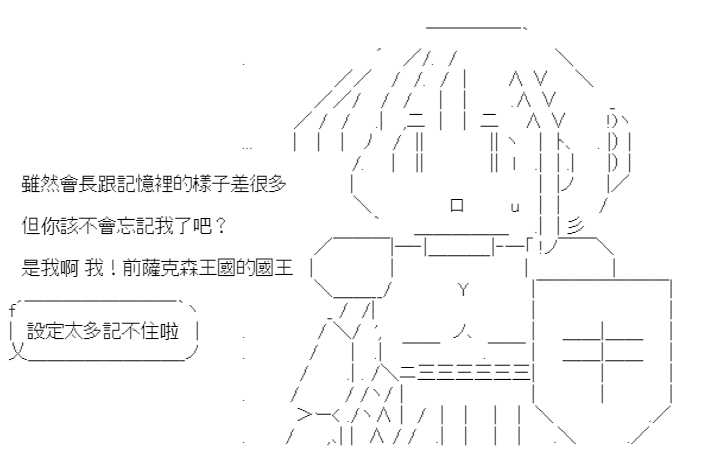 雖然會長跟記憶裡的樣子差很多
但你該不會忘記我了吧？
是我啊 我！前薩克森王國的國王
設定太多記不住啦